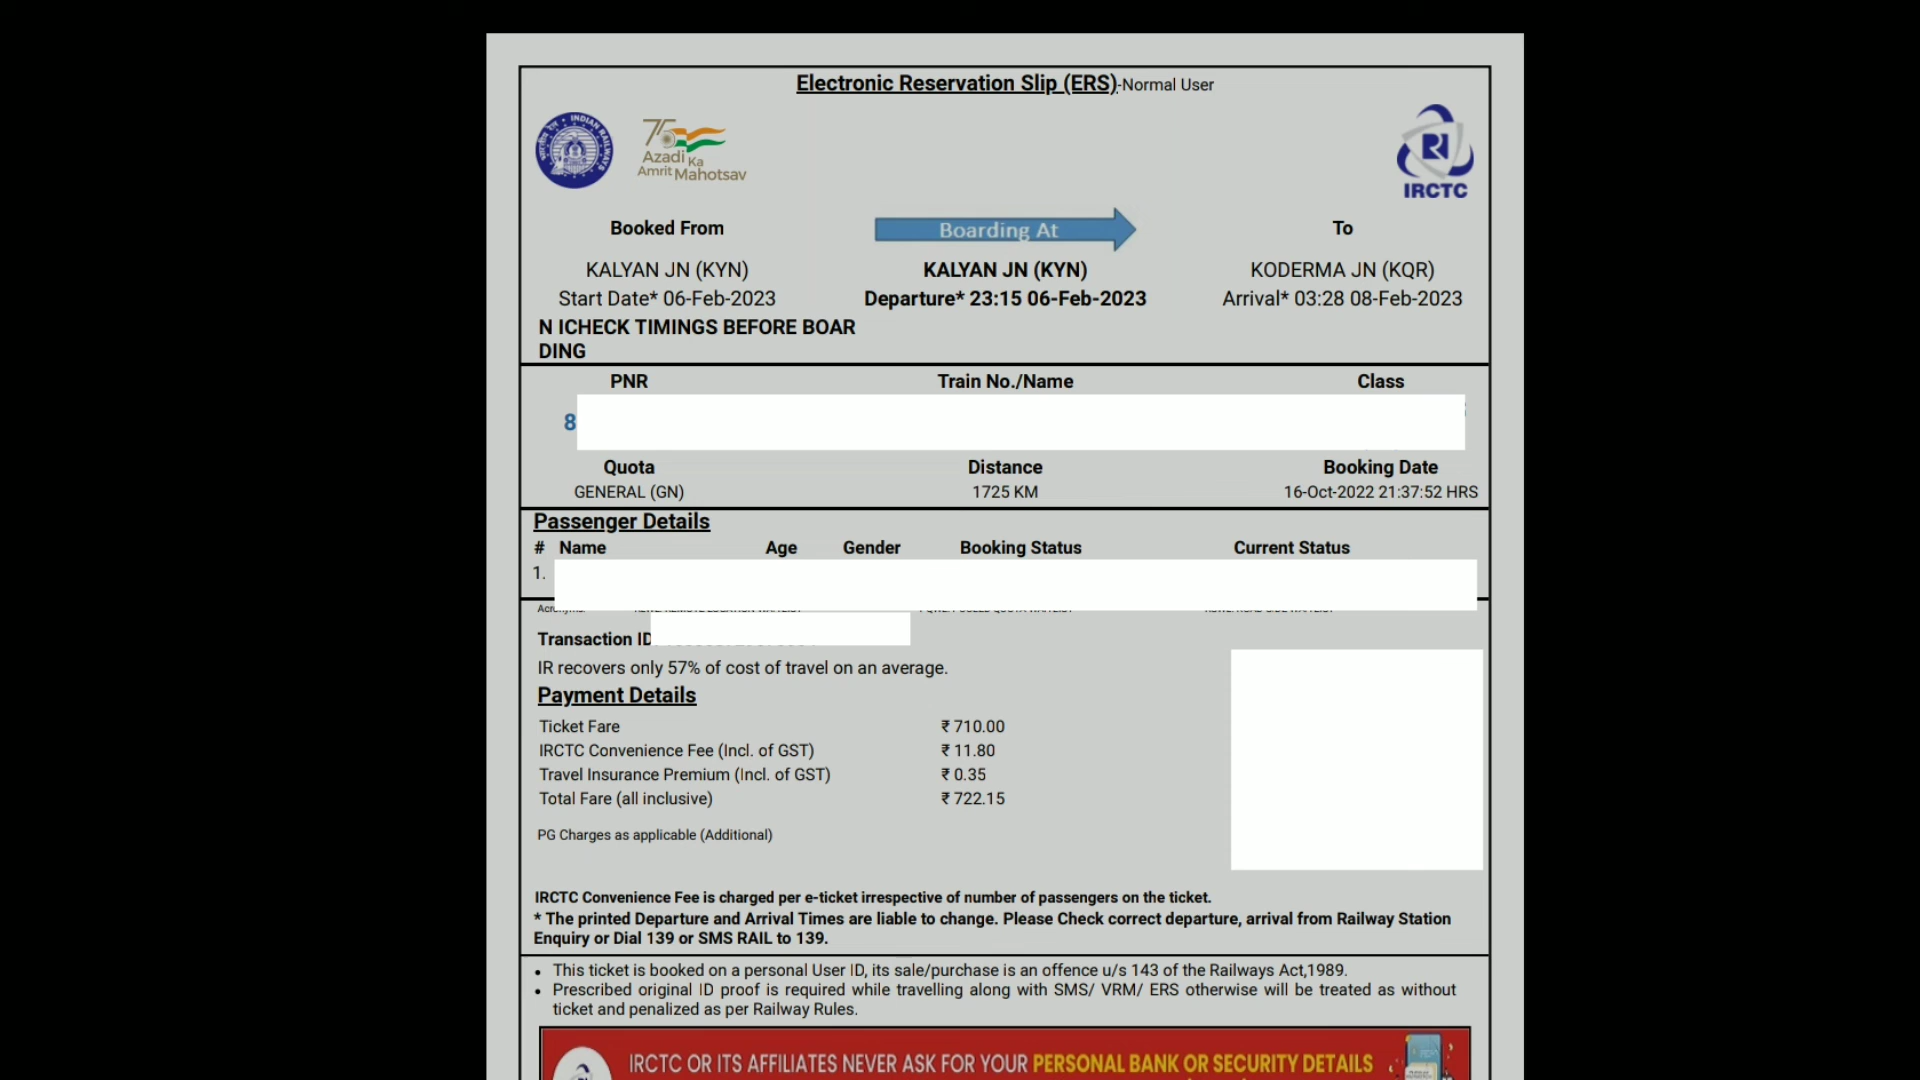 Electronic Reservation Slip (ERS)-Normal User
INDIAN RAILWAYS
75
Azadi Ka
Amrit Mahotsav
IRCTC
Booked From Boarding At To
KALYAN JN (KYN) KALYAN JN (KYN) KODERMA JN (KQR)
Start Date* 06-Feb-2023 Departure* 23:15 06-Feb-2023 Arrival* 03:28 08-Feb-2023
N ICHECK TIMINGS BEFORE BOAR
DING
PNR Train No./Name Class
8
Quota Distance Booking Date
GENERAL (GN) 1725 KM 16-Oct-2022 21:37:52 HRS
Passenger Details
# Name Age Gender Booking Status Current Status
1.
Transaction ID
IR recovers only 57% of cost of travel on an average.
Payment Details
Ticket Fare ₹ 710.00
IRCTC Convenience Fee (Incl. of GST) ₹ 11.80
Travel Insurance Premium (Incl. of GST) ₹ 0.35
Total Fare (all inclusive) ₹ 722.15
PG Charges as applicable (Additional)
IRCTC Convenience Fee is charged per e-ticket irrespective of number of passengers on the ticket.
* The printed Departure and Arrival Times are liable to change. Please Check correct departure, arrival from Railway Station
Enquiry or Dial 139 or SMS RAIL to 139.
• This ticket is booked on a personal User ID, its sale/purchase is an offence u/s 143 of the Railways Act,1989.
• Prescribed original ID proof is required while travelling along with SMS/ VRM/ ERS otherwise will be treated as without
ticket and penalized as per Railway Rules.
IRCTC OR ITS AFFILIATES NEVER ASK FOR YOUR PERSONAL BANK OR SECURITY DETAILS